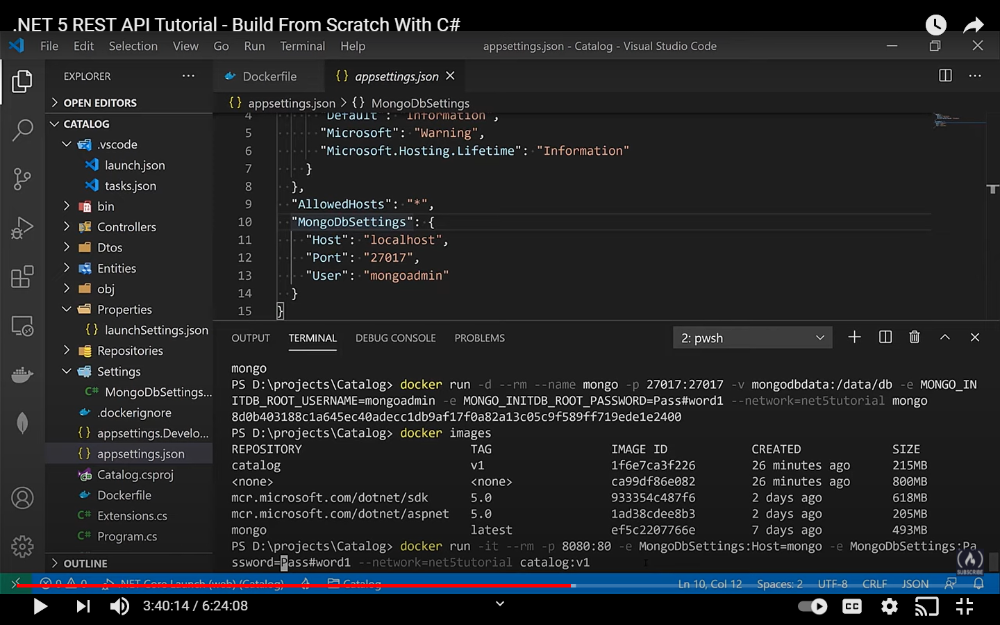 .NET 5 REST API Tutorial - Build From Scratch With C#
File Edit Selection View Go Run Terminal Help appsettings.json - Catalog - Visual Studio Code
EXPLORER
Dockerfile
{} appsettings.json
OPEN EDITORS
{} appsettings.json > {} MongoDbSettings
CATALOG
.vscode
launch.json
tasks.json
bin
Controllers
Dtos
Entities
obj
Properties
{} launchSettings.json
Repositories
Settings
C# MongoDbSettings...
.dockerignore
{} appsettings.Develo...
{} appsettings.json
Catalog.csproj
Dockerfile
C# Extensions.cs
C# Program.cs
OUTLINE
4 "Default": "Information",
5 "Microsoft": "Warning",
6 "Microsoft.Hosting.Lifetime": "Information"
7 }
8 },
9 "AllowedHosts": "*",
10 "MongoDbSettings": {
11 "Host": "localhost",
12 "Port": "27017",
13 "User": "mongoadmin"
14 }
15 }
OUTPUT TERMINAL DEBUG CONSOLE PROBLEMS 2: pwsh
mongo
PS D:\projects\Catalog> docker run -d --rm --name mongo -p 27017:27017 -v mongodbdata:/data/db -e MONGO_IN
ITDB_ROOT_USERNAME=mongoadmin -e MONGO_INITDB_ROOT_PASSWORD=Pass#word1 --network=net5tutorial mongo
8d0b403188c1a645ec40adecc1db9af17f0a82a13c05c9f589ff719ede1e2400
PS D:\projects\Catalog> docker images
REPOSITORY TAG IMAGE ID CREATED SIZE
catalog v1 1f6e7ca3f226 26 minutes ago 215MB
<none> <none> ca99df86e082 26 minutes ago 800MB
mcr.microsoft.com/dotnet/sdk 5.0 933354c487f6 2 days ago 618MB
mcr.microsoft.com/dotnet/aspnet 5.0 1ad38cdee8b3 2 days ago 205MB
mongo latest ef5c2207766e 7 days ago 493MB
PS D:\projects\Catalog> docker run -it --rm -p 8080:80 -e MongoDbSettings:Host=mongo -e MongoDbSettings:Pa
ssword=Pass#word1 --network=net5tutorial catalog:v1
SUBSCRIBE
0 0 .NET Core Launch (web) (Catalog) Catalog Ln 10, Col 12 Spaces: 2 UTF-8 CRLF JSON
3:40:14 / 6:24:08 CC